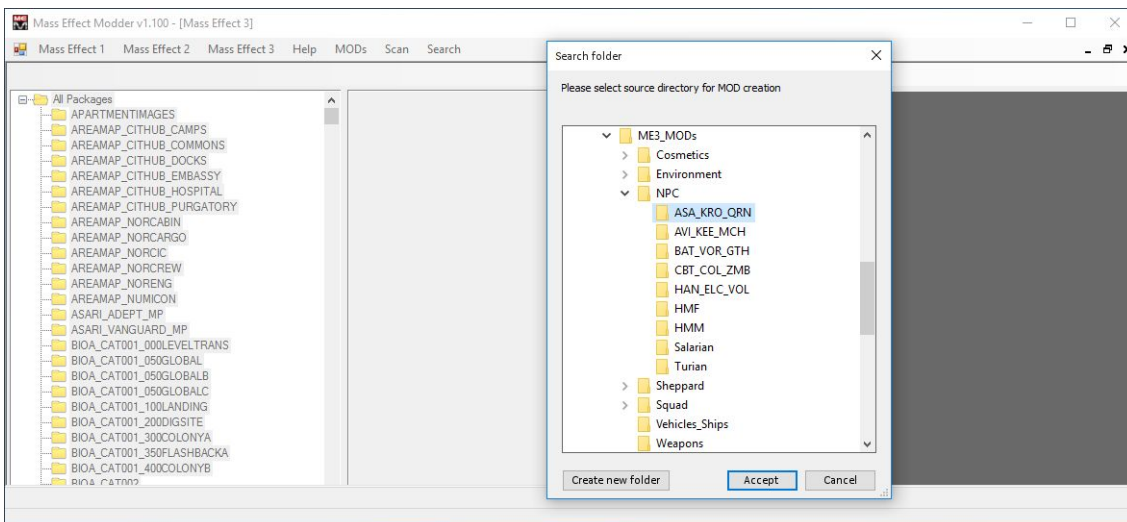 Mass Effect Modder v1.100 - [Mass Effect 3]
Mass Effect 1 Mass Effect 2 Mass Effect 3 Help MODs Scan Search
All Packages
APARTMENTIMAGES
AREAMAP_CITHUB_CAMPS
AREAMAP_CITHUB_COMMONS
AREAMAP_CITHUB_DOCKS
AREAMAP_CITHUB_EMBASSY
AREAMAP_CITHUB_HOSPITAL
AREAMAP_CITHUB_PURGATORY
AREAMAP_NORCABIN
AREAMAP_NORCARGO
AREAMAP_NORCIC
AREAMAP_NORCREW
AREAMAP_NORENG
AREAMAP_NUMICON
ASARI_ADEPT_MP
ASARI_VANGUARD_MP
BIOA_CAT001_000LEVELTRANS
BIOA_CAT001_050GLOBAL
BIOA_CAT001_050GLOBALB
BIOA_CAT001_050GLOBALC
BIOA_CAT001_100LANDING
BIOA_CAT001_200DIGSITE
BIOA_CAT001_300COLONYA
BIOA_CAT001_350FLASHBACKA
BIOA_CAT001_400COLONYB
BIOA_CAT002
Search folder
Please select source directory for MOD creation
ME3_MODs
Cosmetics
Environment
NPC
ASA_KRO_QRN
AVI_KEE_MCH
BAT_VOR_GTH
CBT_COL_ZMB
HAN_ELC_VOL
HMF
HMM
Salarian
Turian
Sheppard
Squad
Vehicles_Ships
Weapons
Create new folder Accept Cancel